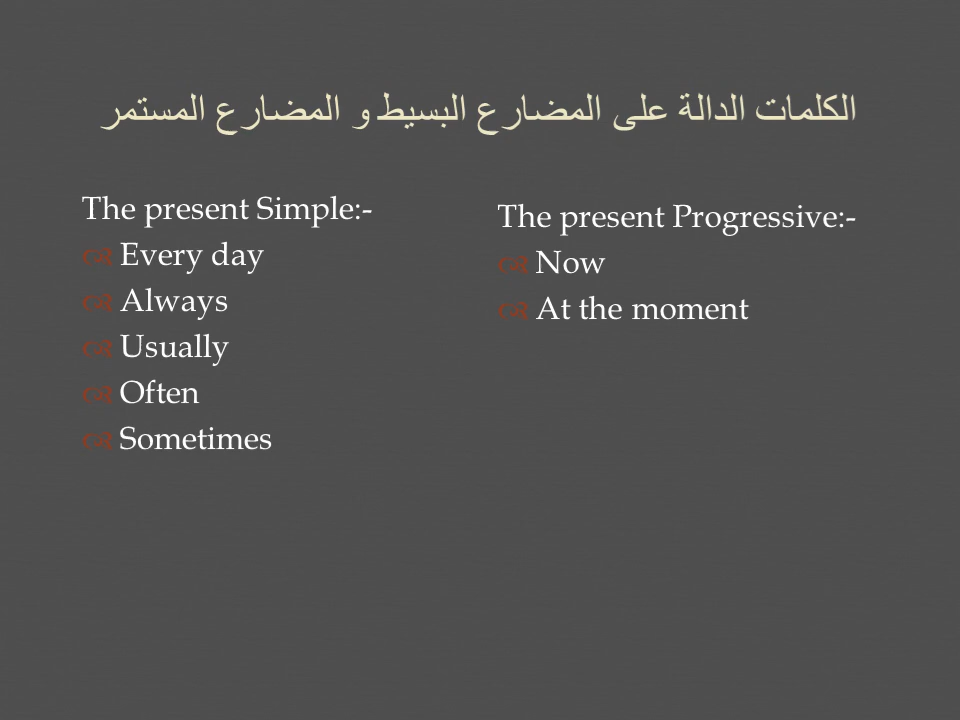 الكلمات الدالة على المضارع البسيط و المضارع المستمر
The present Simple:-
Every day
Always
Usually
Often
Sometimes
The present Progressive:-
Now
At the moment